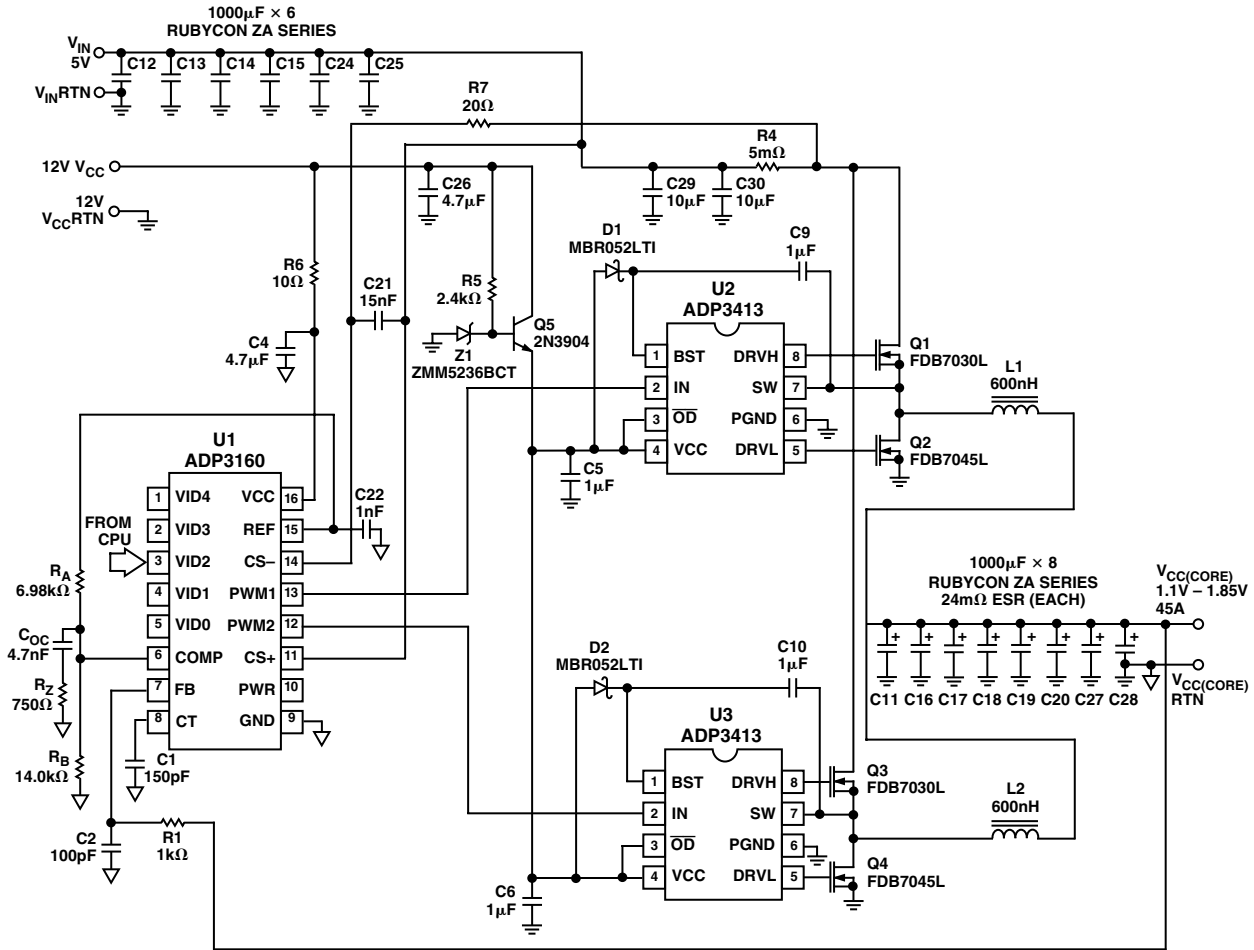 1000μF × 6
RUBYCON ZA SERIES
VIN
5V
C12
C13
C14
C15
C24
C25
VINRTN
R7
20Ω
R4
5mΩ
12V VCC
C26
4.7μF
C29
10μF
C30
10μF
12V
VCCRTN
D1
MBR052LTI
C9
1μF
R6
10Ω
C21
15nF
R5
2.4kΩ
U2
ADP3413
Q5
2N3904
C4
4.7μF
Z1
ZMM5236BCT
1 BST DRVH 8
2 IN SW 7
3 OD PGND 6
4 VCC DRVL 5
Q1
FDB7030L
L1
600nH
Q2
FDB7045L
C5
1μF
U1
ADP3160
C22
1nF
1 VID4 VCC 16
2 VID3 REF 15
3 VID2 CS– 14
4 VID1 PWM1 13
5 VID0 PWM2 12
6 COMP CS+ 11
7 FB PWR 10
8 CT GND 9
FROM
CPU
RA
6.98kΩ
COC
4.7nF
RZ
750Ω
RB
14.0kΩ
C1
150pF
C2
100pF
R1
1kΩ
1000μF × 8
RUBYCON ZA SERIES
24mΩ ESR (EACH)
VCC(CORE)
1.1V – 1.85V
45A
+ + + + + + + +
C11 C16 C17 C18 C19 C20 C27 C28
VCC(CORE)
RTN
D2
MBR052LTI
C10
1μF
U3
ADP3413
1 BST DRVH 8
2 IN SW 7
3 OD PGND 6
4 VCC DRVL 5
Q3
FDB7030L
L2
600nH
Q4
FDB7045L
C6
1μF